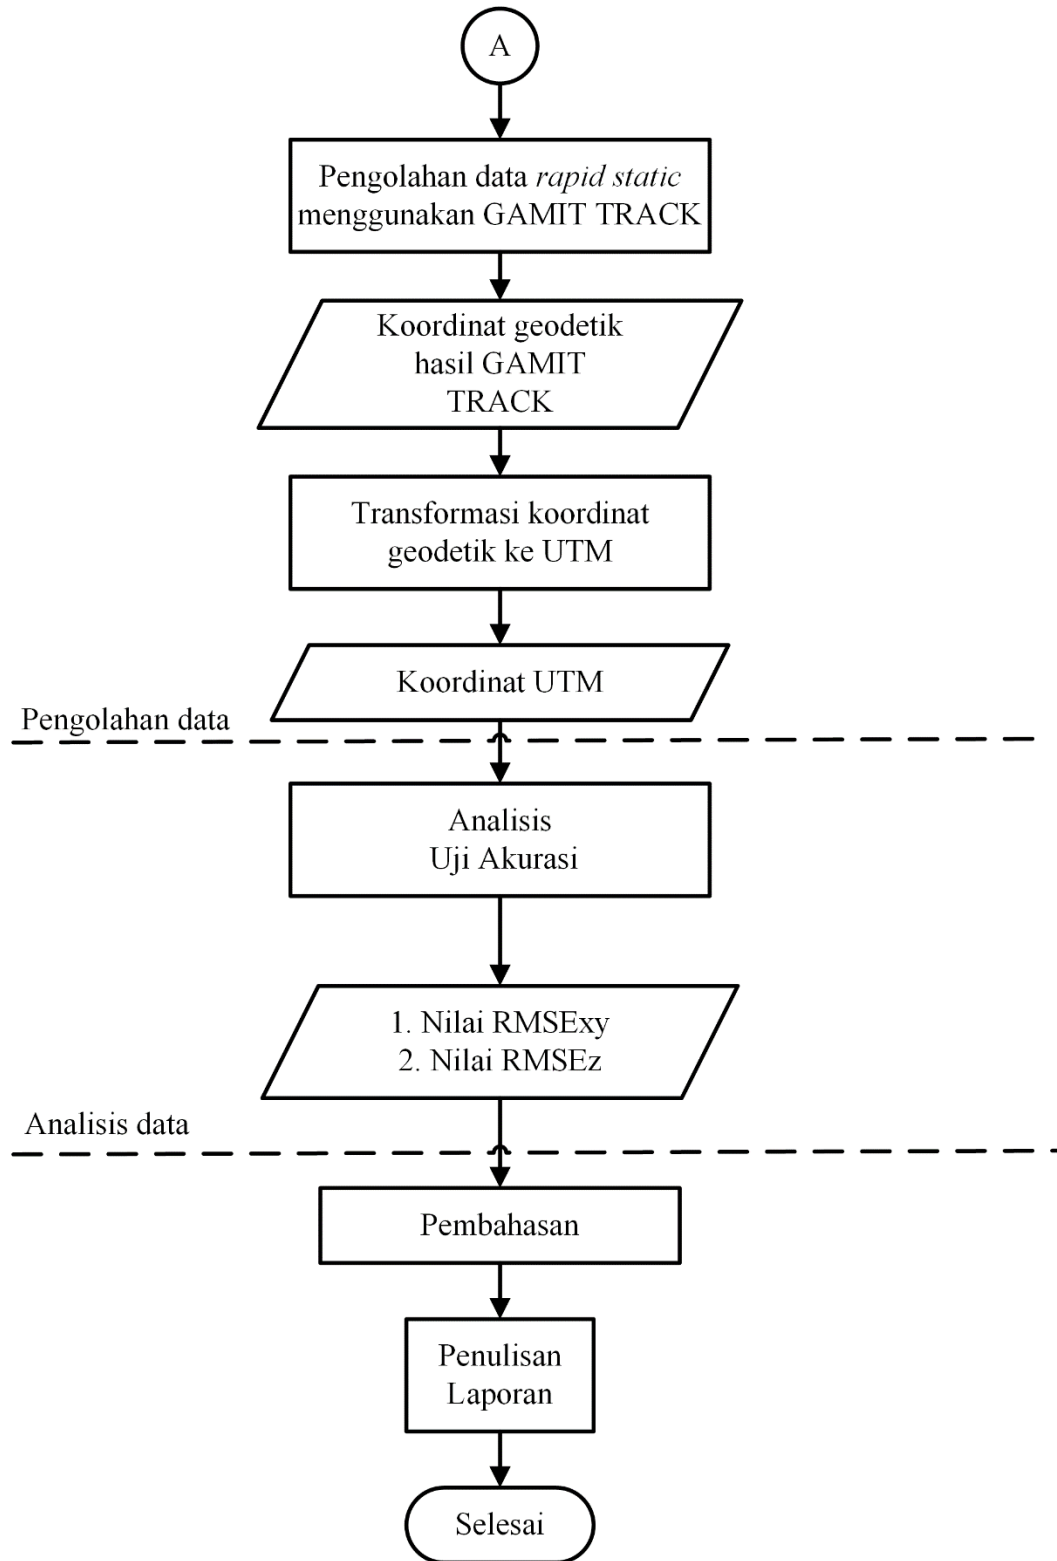 A
Pengolahan data rapid static
menggunakan GAMIT TRACK
Koordinat geodetik
hasil GAMIT
TRACK
Transformasi koordinat
geodetik ke UTM
Koordinat UTM
Pengolahan data
Analisis
Uji Akurasi
1. Nilai RMSExy
2. Nilai RMSEz
Analisis data
Pembahasan
Penulisan
Laporan
Selesai